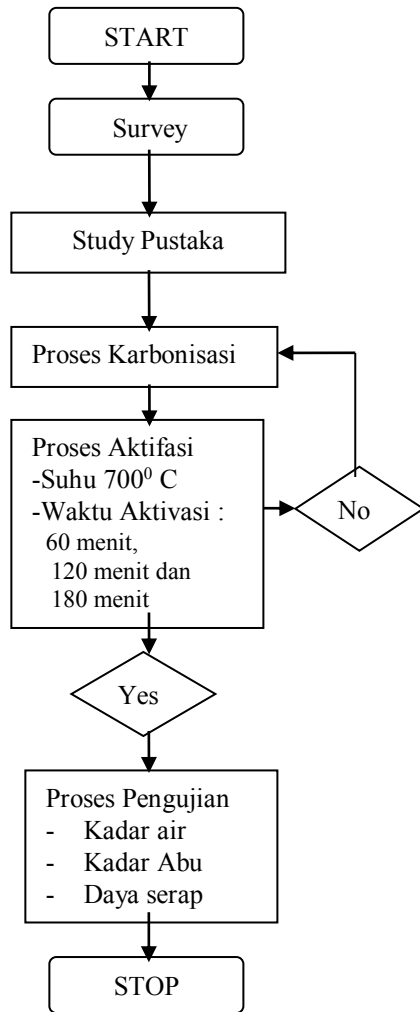 START
Survey
Study Pustaka
Proses Karbonisasi
Proses Aktifasi
-Suhu 700⁰ C
-Waktu Aktivasi :
60 menit,
120 menit dan
180 menit
No
Yes
Proses Pengujian
- Kadar air
- Kadar Abu
- Daya serap
STOP